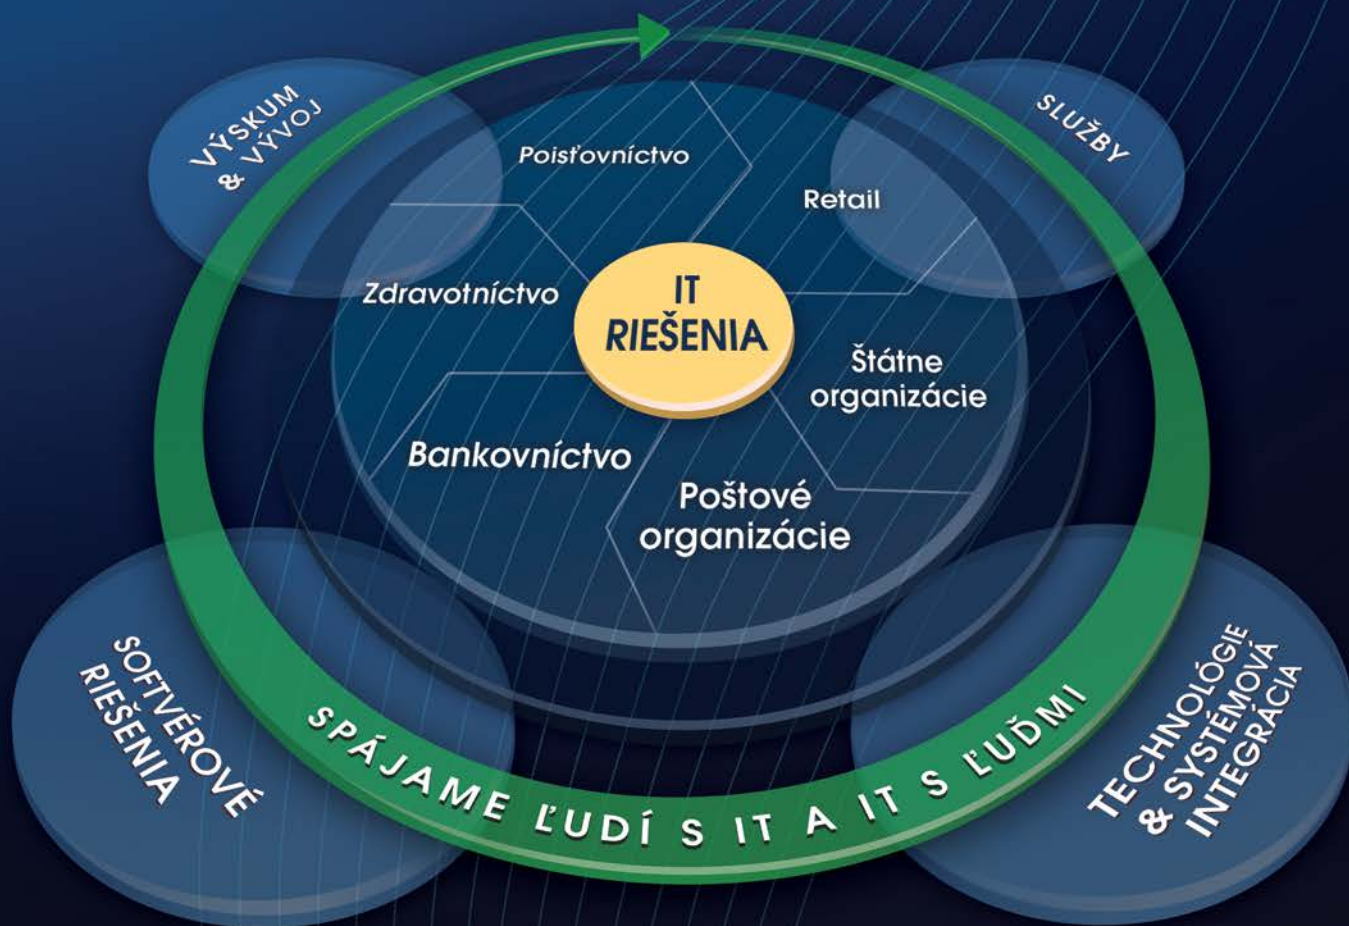 VÝSKUM
& VÝVOJ
SLUŽBY
Poisťovníctvo
Retail
Zdravotníctvo
IT
RIEŠENIA
Štátne
organizácie
Bankovníctvo
Poštové
organizácie
SOFTVÉROVÉ
RIEŠENIA
TECHNOLÓGIE
& SYSTÉMOVÁ
INTEGRÁCIA
SPÁJAME ĽUDÍ S IT A IT S ĽUĎMI